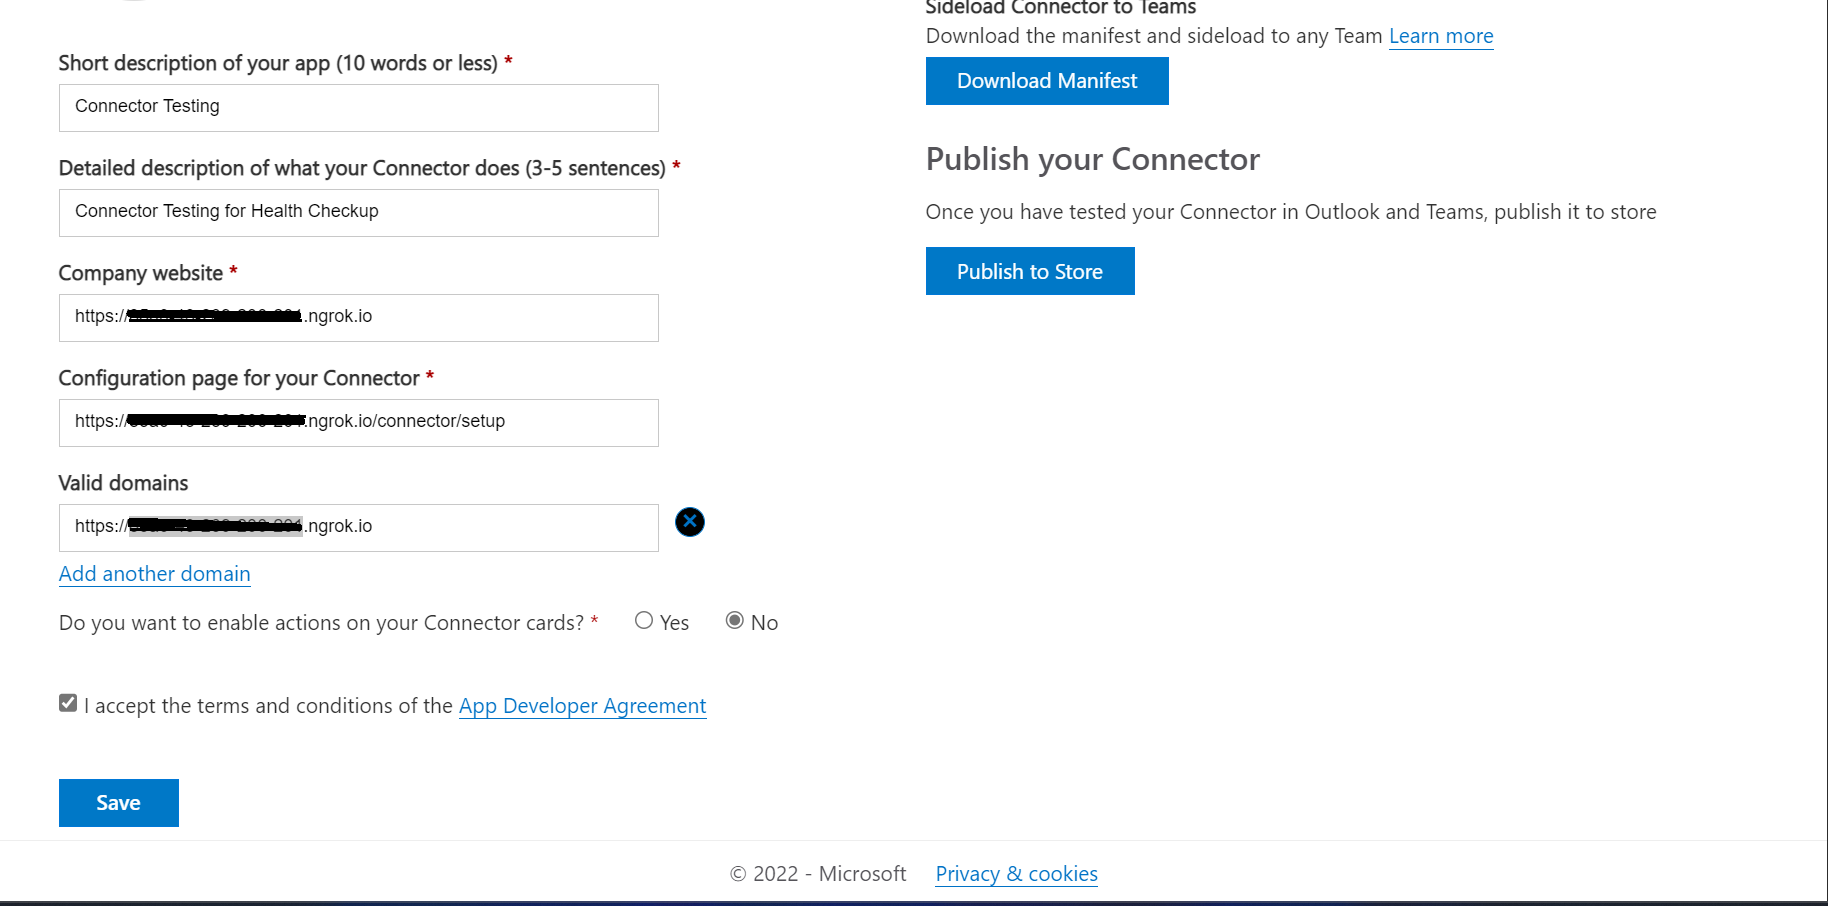 Short description of your app (10 words or less) *
Connector Testing
Detailed description of what your Connector does (3-5 sentences) *
Connector Testing for Health Checkup
Company website *
https://.ngrok.io
Configuration page for your Connector *
https://.ngrok.io/connector/setup
Valid domains
https://.ngrok.io
Add another domain
Do you want to enable actions on your Connector cards? * Yes No
I accept the terms and conditions of the App Developer Agreement
Save
Sideload Connector to Teams
Download the manifest and sideload to any Team Learn more
Download Manifest
Publish your Connector
Once you have tested your Connector in Outlook and Teams, publish it to store
Publish to Store
© 2022 - Microsoft Privacy & cookies